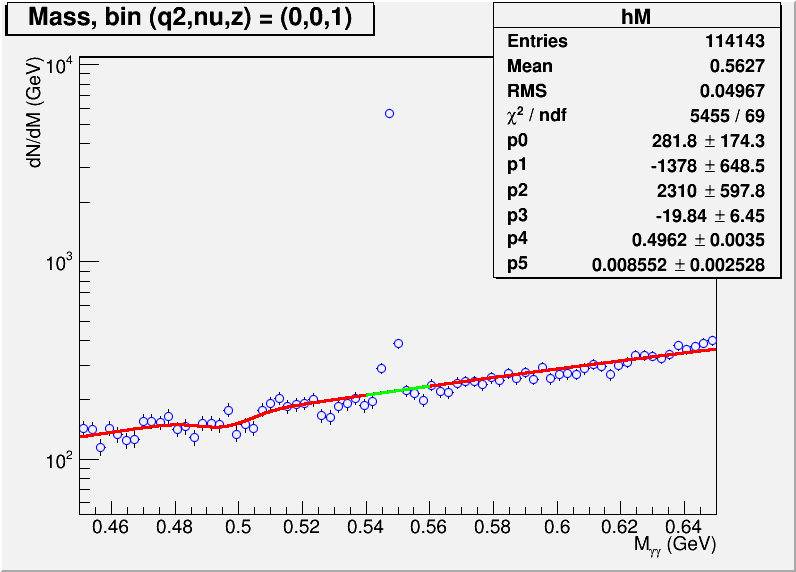 Mass, bin (q2,nu,z) = (0,0,1)
hM
Entries 114143
Mean 0.5627
RMS 0.04967
χ² / ndf 5455 / 69
p0 281.8 ± 174.3
p1 -1378 ± 648.5
p2 2310 ± 597.8
p3 -19.84 ± 6.45
p4 0.4962 ± 0.0035
p5 0.008552 ± 0.002528
dN/dM (GeV)
10⁴
10³
10²
0.46 0.48 0.5 0.52 0.54 0.56 0.58 0.6 0.62 0.64
Mγγ (GeV)